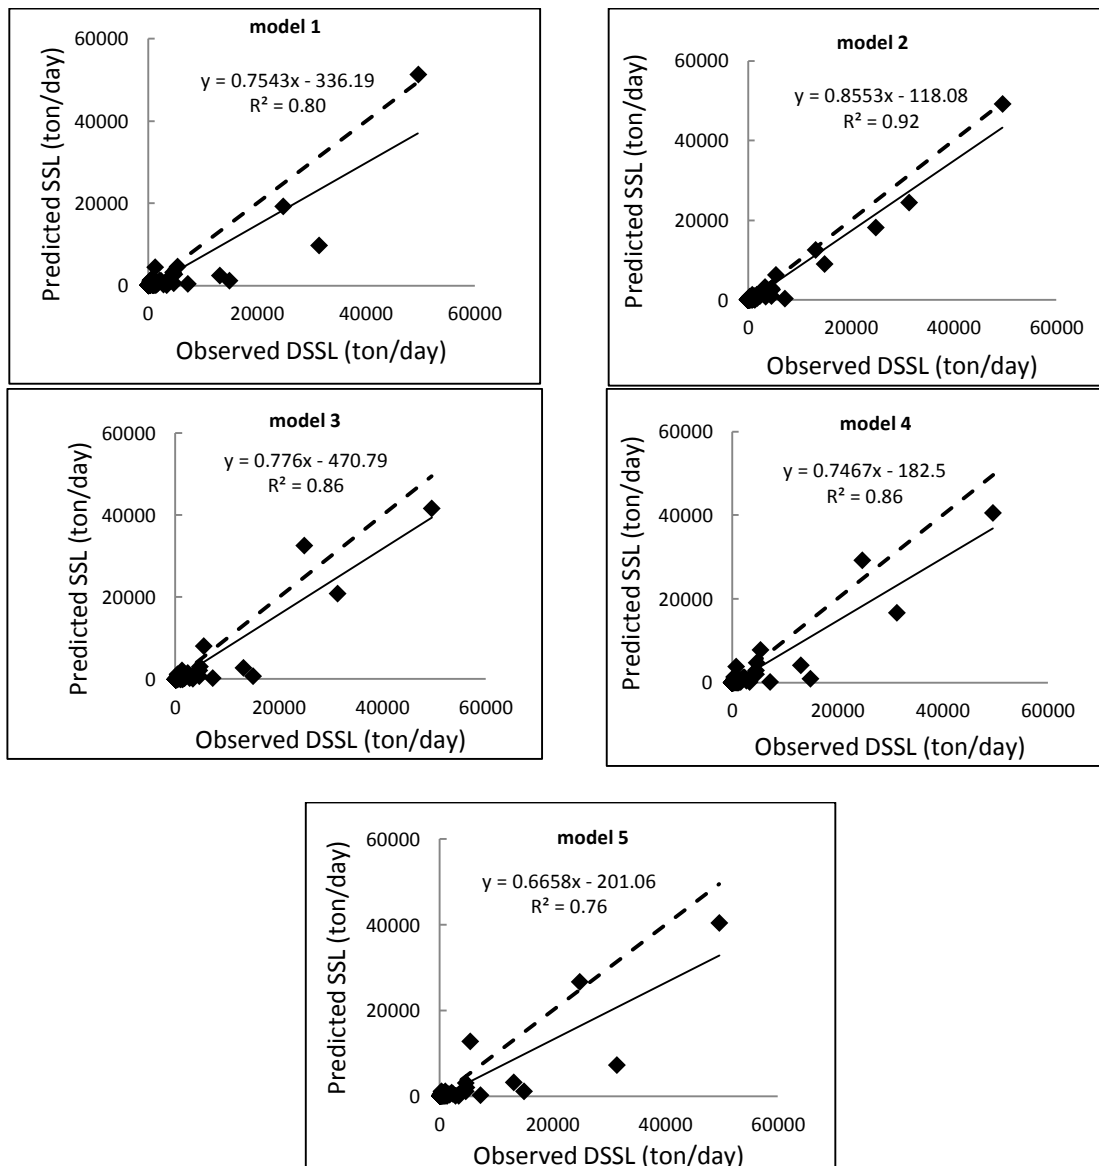 model 1
y = 0.7543x - 336.19
R² = 0.80
Predicted SSL (ton/day)
60000
40000
20000
0
0 20000 40000 60000
Observed DSSL (ton/day)
model 2
y = 0.8553x - 118.08
R² = 0.92
Predicted SSL (ton/day)
60000
40000
20000
0
0 20000 40000 60000
Observed DSSL (ton/day)
model 3
y = 0.776x - 470.79
R² = 0.86
Predicted SSL (ton/day)
60000
40000
20000
0
0 20000 40000 60000
Observed DSSL (ton/day)
model 4
y = 0.7467x - 182.5
R² = 0.86
Predicted SSL (ton/day)
60000
40000
20000
0
0 20000 40000 60000
Observed DSSL (ton/day)
model 5
y = 0.6658x - 201.06
R² = 0.76
Predicted SSL (ton/day)
60000
40000
20000
0
0 20000 40000 60000
Observed DSSL (ton/day)